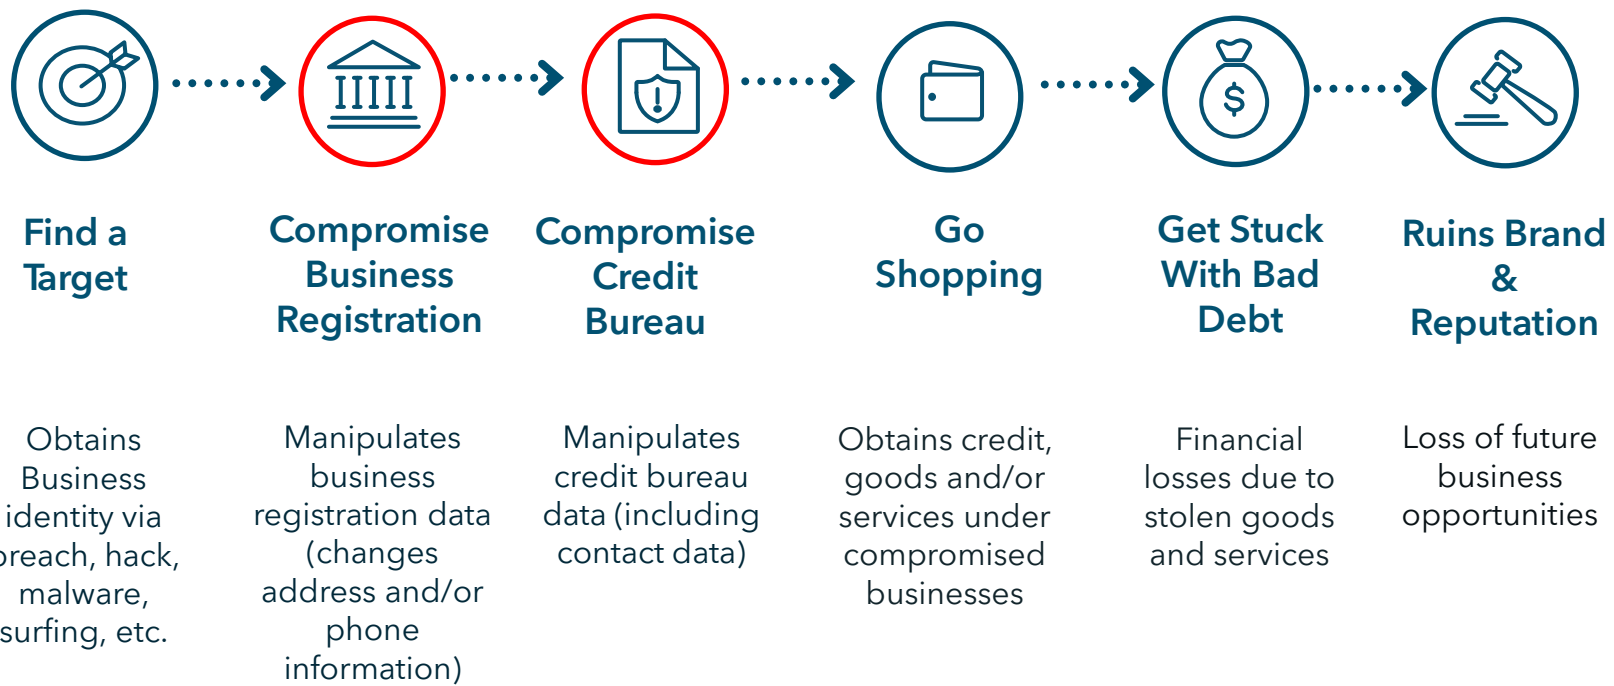 $
Find a
Target
Compromise
Business
Registration
Compromise
Credit
Bureau
Go
Shopping
Get Stuck
With Bad
Debt
Ruins Brand
&
Reputation
Obtains
Business
identity via
breach, hack,
malware,
surfing, etc.
Manipulates
business
registration data
(changes
address and/or
phone
information)
Manipulates
credit bureau
data (including
contact data)
Obtains credit,
goods and/or
services under
compromised
businesses
Financial
losses due to
stolen goods
and services
Loss of future
business
opportunities